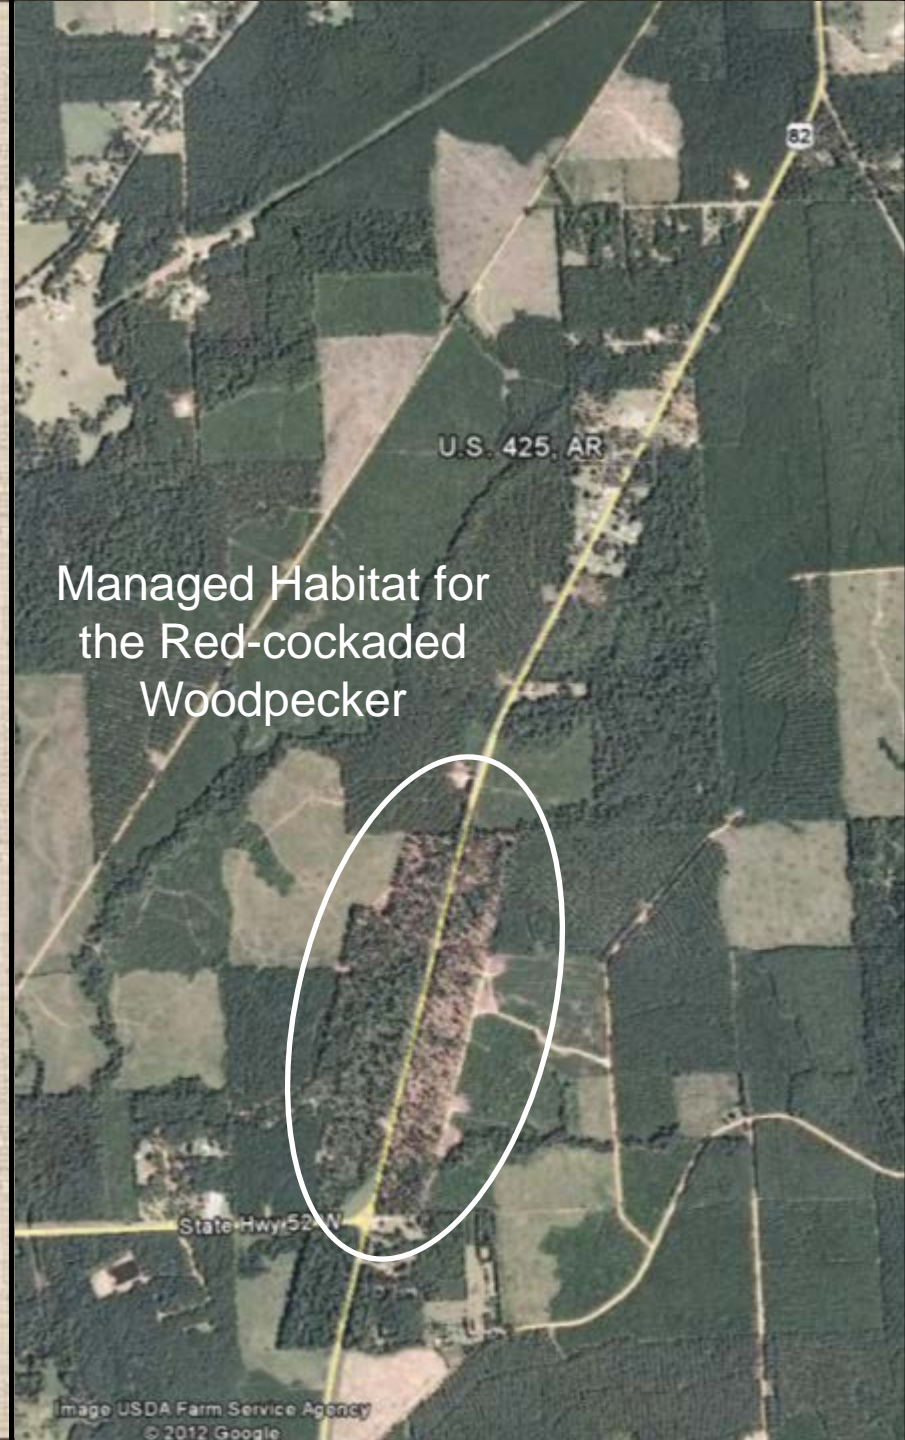 82
U.S. 425, AR
Managed Habitat for
the Red-cockaded
Woodpecker
State Hwy 52 W
Image USDA Farm Service Agency
© 2012 Google